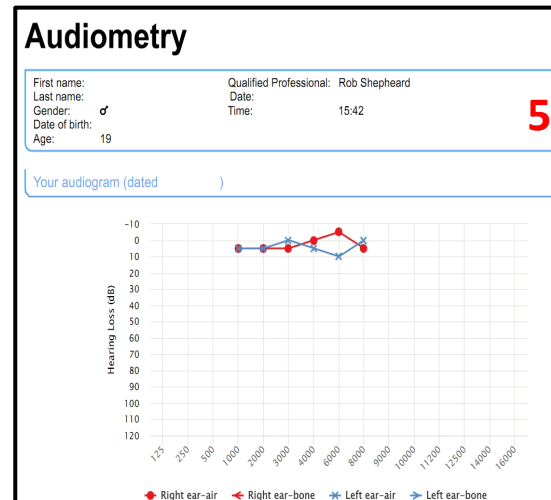 Audiometry
First name:
Last name:
Gender: ♂
Date of birth:
Age: 19
Qualified Professional: Rob Shepheard
Date:
Time: 15:42
5
Your audiogram (dated )
Hearing Loss (dB)
-10
0
10
20
30
40
50
60
70
80
90
100
110
120
125 250 500 1000 2000 3000 4000 6000 8000 9000 10000 11200 12500 14000 16000
Right ear-air Right ear-bone Left ear-air Left ear-bone